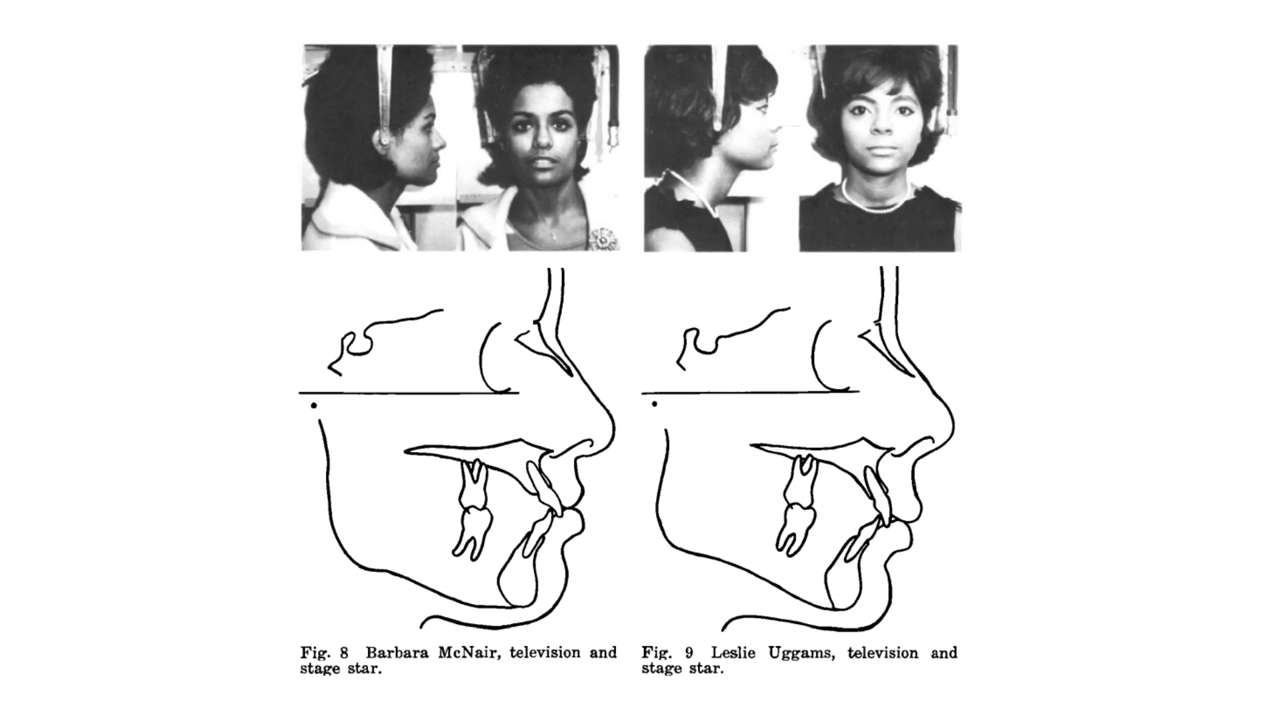 Fig. 8 Barbara McNair, television and
stage star.
Fig. 9 Leslie Uggams, television and
stage star.